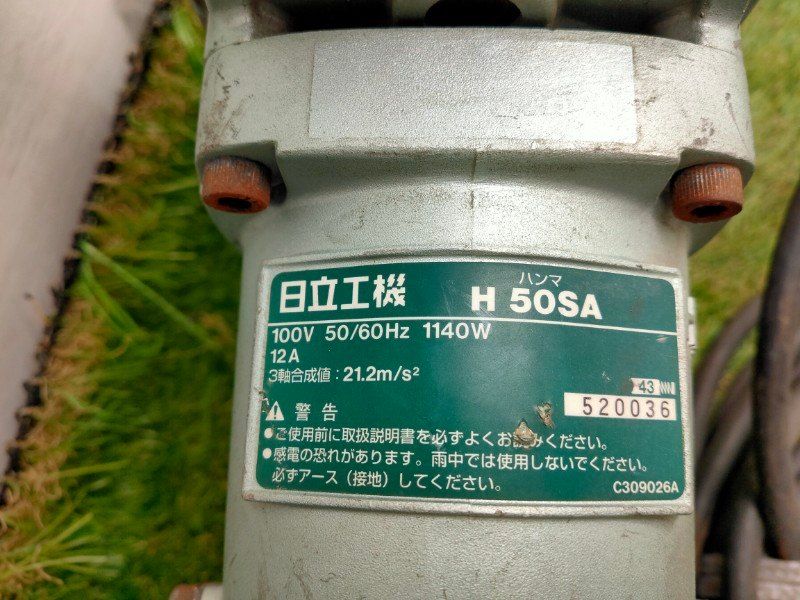 日立工機 ハンマ H 50SA
100V 50/60Hz 1140W
12A
3軸合成値：21.2m/s²
43
520036
⚠ 警告
●ご使用前に取扱説明書を必ずよくお読みください。
●感電の恐れがあります。雨中では使用しないでください。
必ずアース（接地）してください。
C309026A